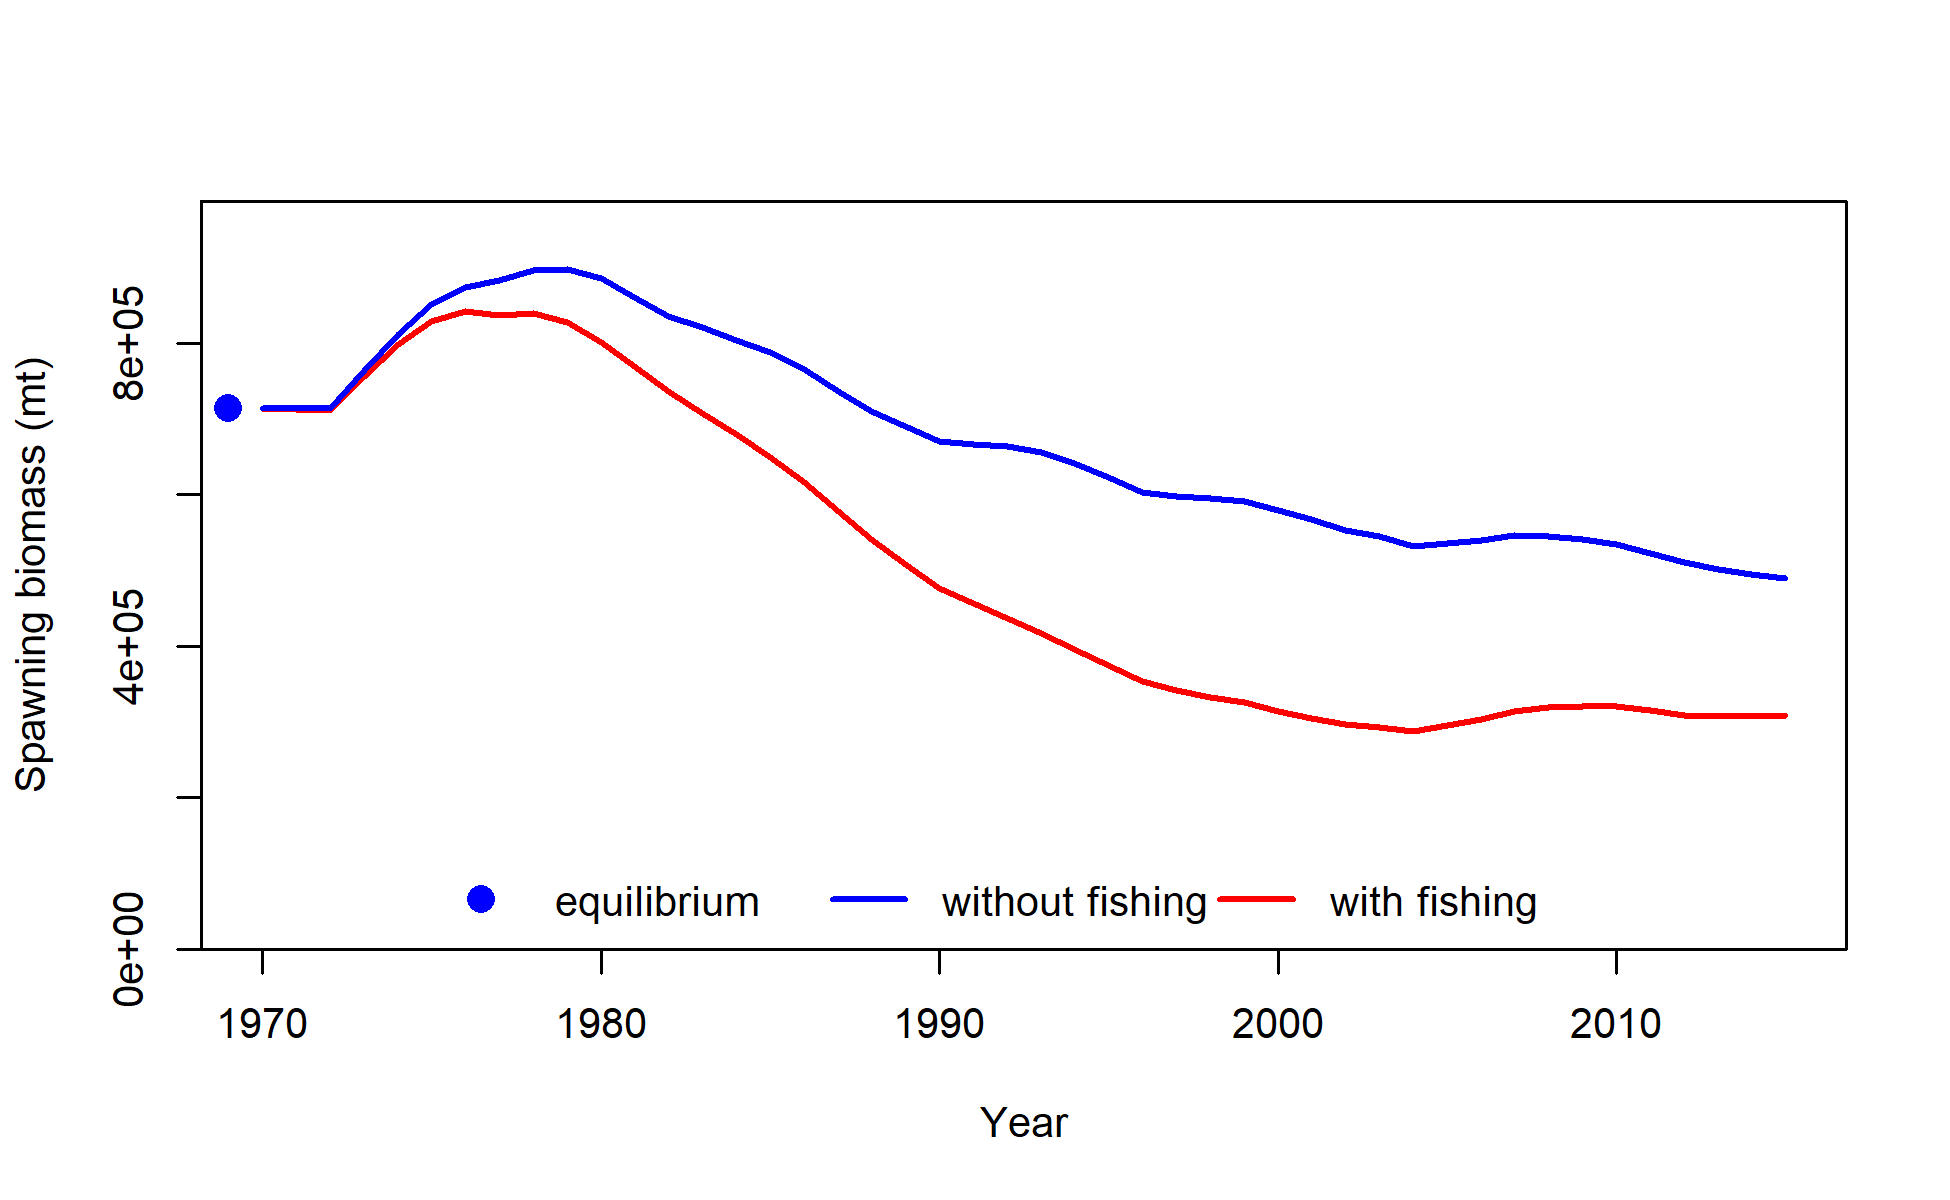 Spawning biomass (mt)
8e+05
4e+05
0e+00
equilibrium without fishing with fishing
1970 1980 1990 2000 2010
Year